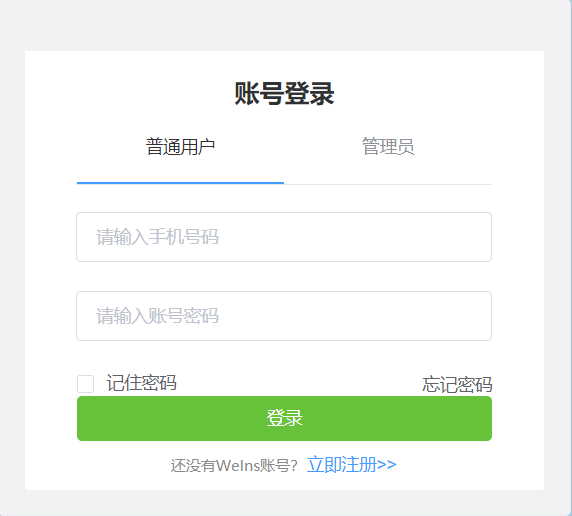 账号登录
普通用户 管理员
请输入手机号码
请输入账号密码
记住密码 忘记密码
登录
还没有WeIns账号？立即注册>>